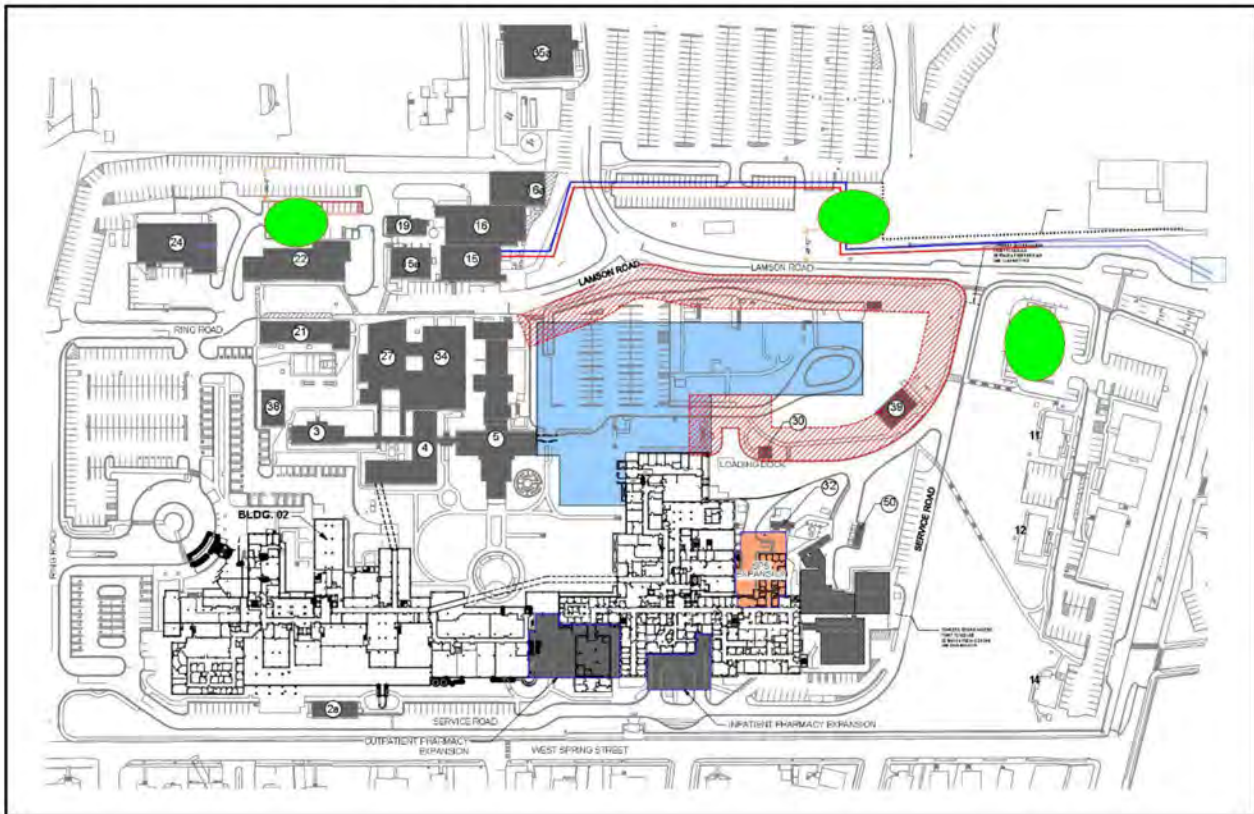 35a
6a
19
16
24
22
5a
15
LAMSON ROAD
LAMSON ROAD
RING ROAD
21
27
34
38
39
3
4
5
30
11
LOADING DOCK
32
50
SERVICE ROAD
12
BLDG. 02
RING ROAD
SPS
EXPANSION
14
2a
SERVICE ROAD
INPATIENT PHARMACY EXPANSION
OUTPATIENT PHARMACY
EXPANSION
WEST SPRING STREET